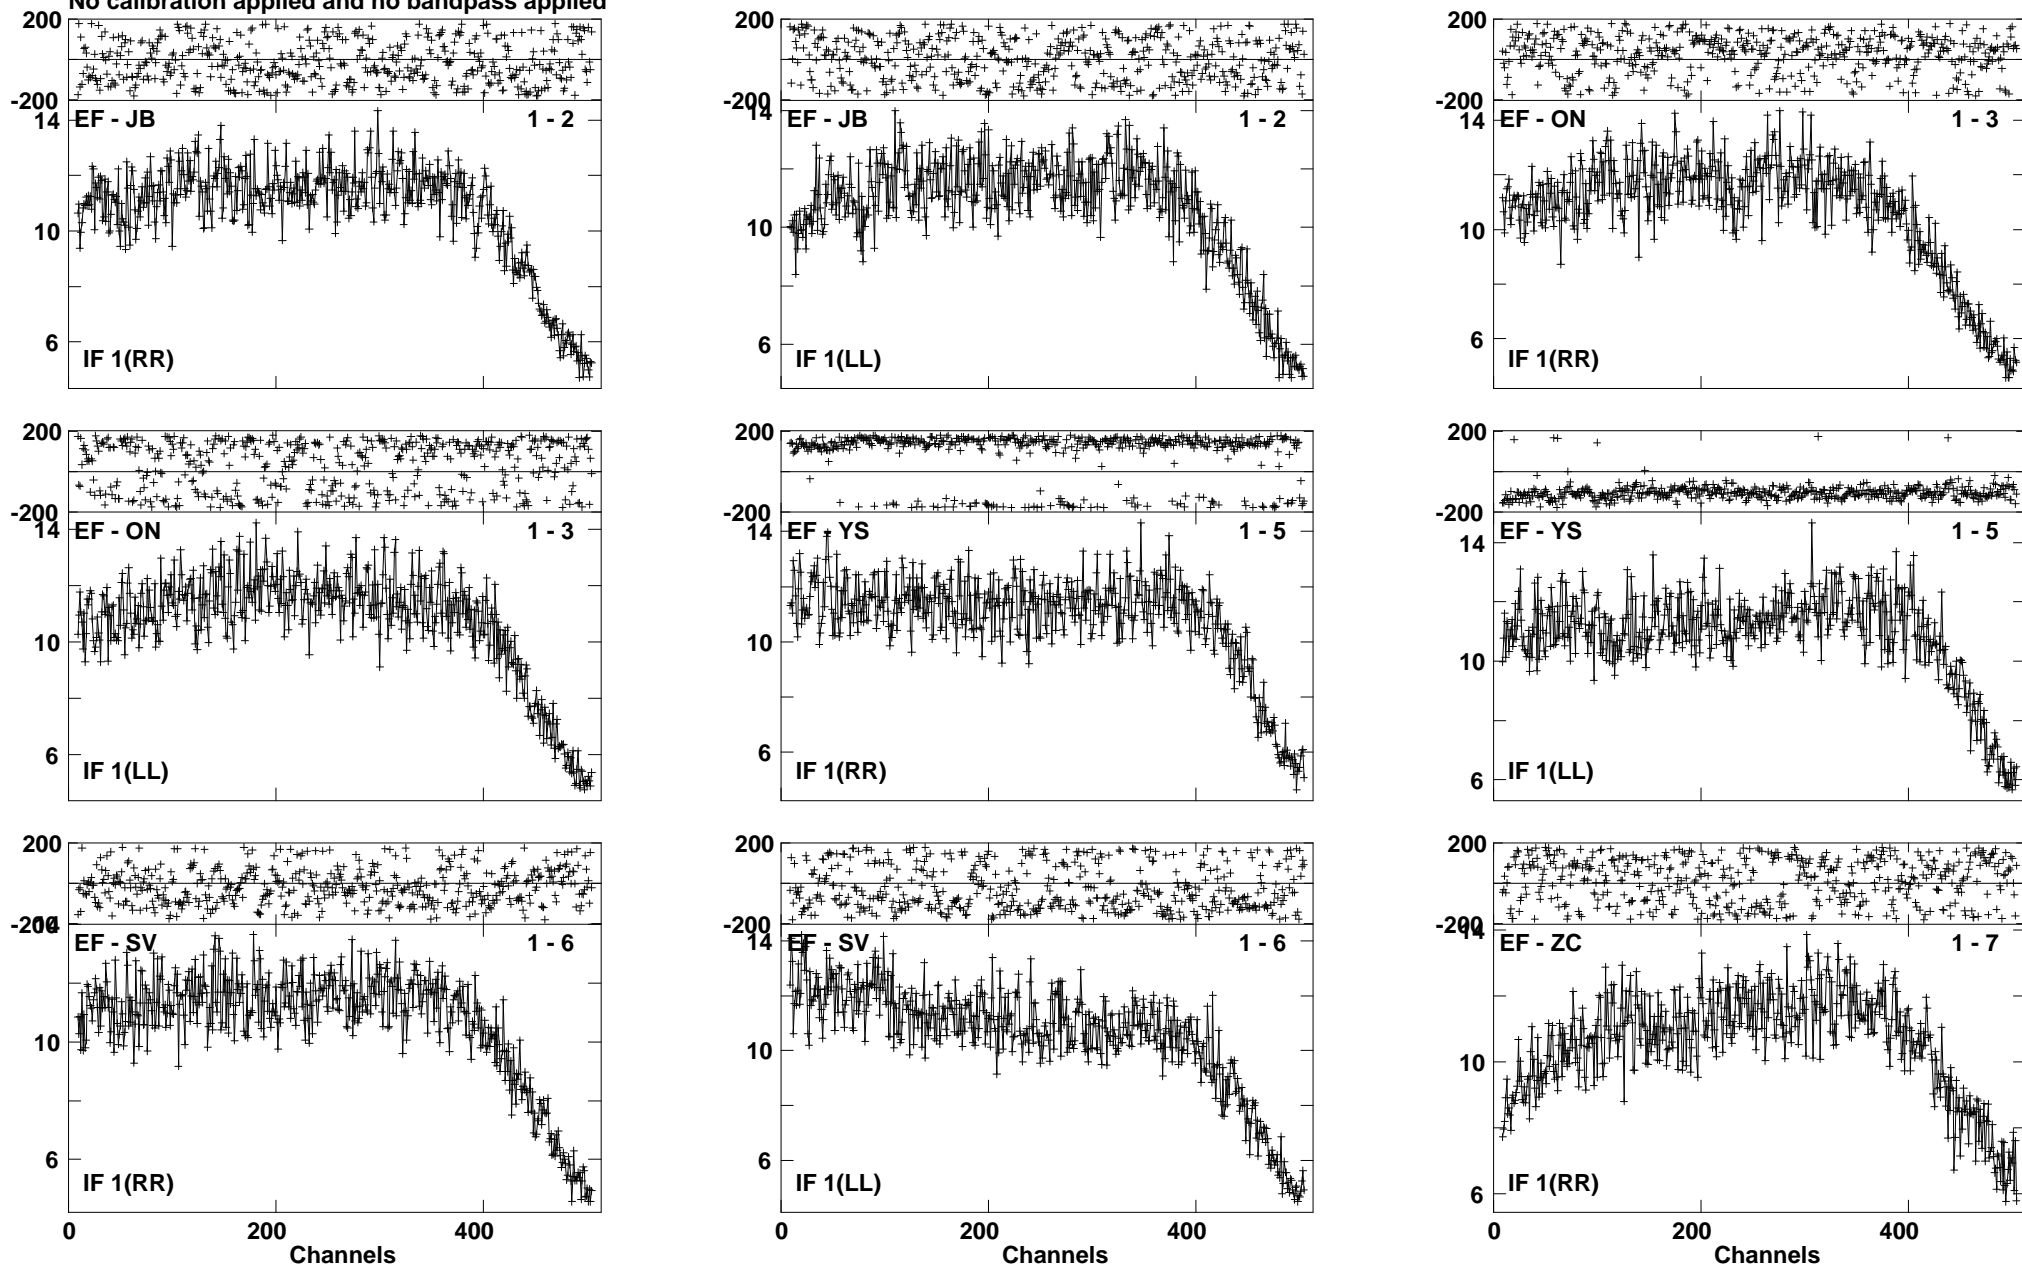 No calibration applied and no bandpass applied
200
-200
14
10
6
EF - JB
1 - 2
IF 1(RR)
200
-200
14
10
6
EF - JB
1 - 2
IF 1(LL)
200
-200
14
10
6
EF - ON
1 - 3
IF 1(RR)
200
-200
14
10
6
EF - ON
1 - 3
IF 1(LL)
200
-200
14
10
6
EF - YS
1 - 5
IF 1(RR)
200
-200
14
10
6
EF - YS
1 - 5
IF 1(LL)
200
-200
14
10
6
EF - SV
1 - 6
IF 1(RR)
0
200
400
Channels
200
-200
14
10
6
EF - SV
1 - 6
IF 1(LL)
0
200
400
Channels
200
-200
14
10
6
EF - ZC
1 - 7
IF 1(RR)
0
200
400
Channels